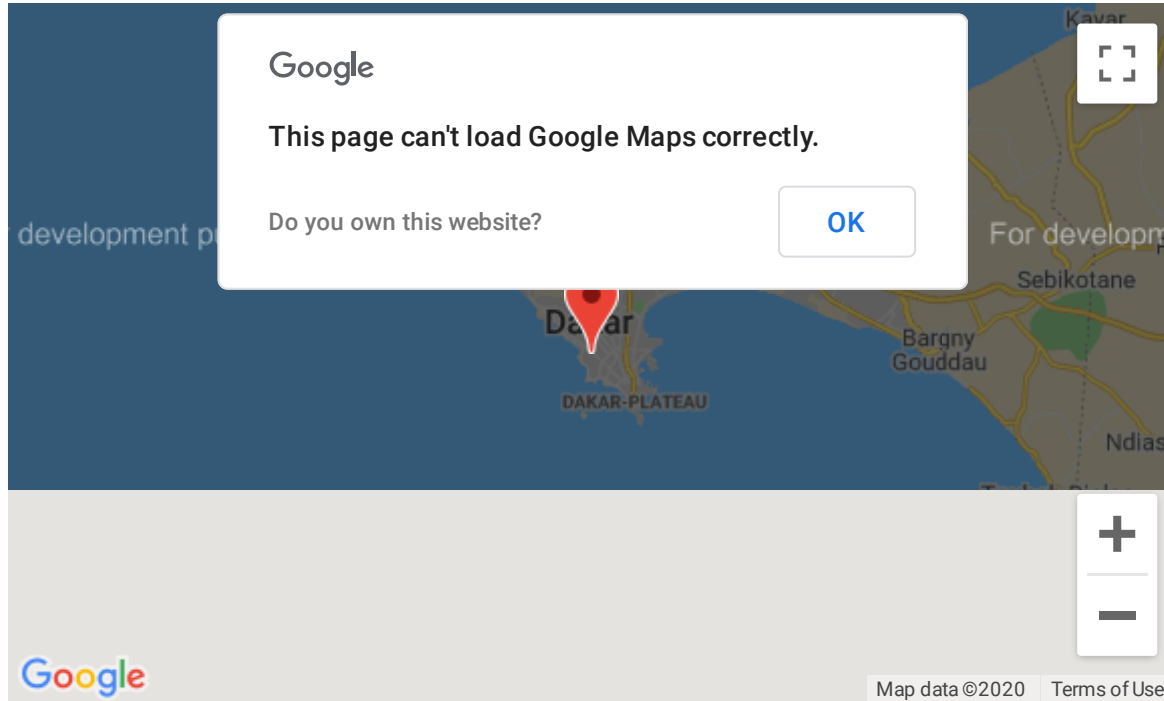 Kayar
Google
This page can't load Google Maps correctly.
Do you own this website?
OK
development
For
Sebikotane
Dakar
Bargny
Gouddau
DAKAR-PLATEAU
Ndias
Google
Map data ©2020
Terms of Use